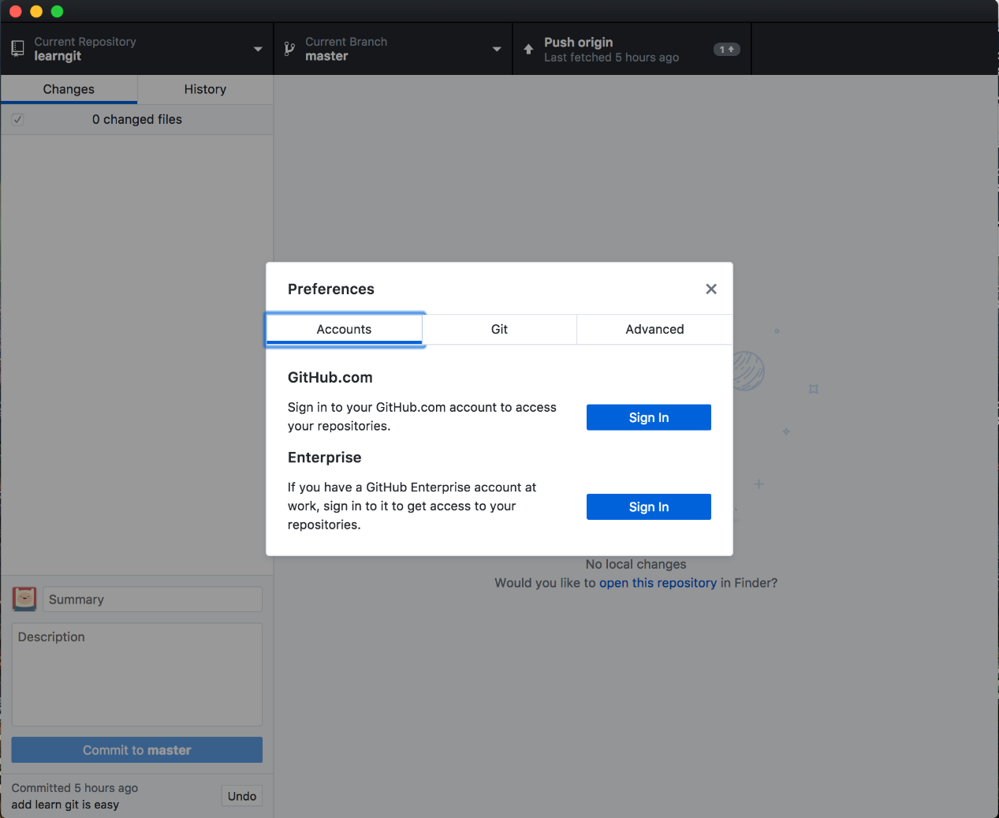 Current Repository
learngit
Current Branch
master
Push origin
Last fetched 5 hours ago
1
Changes
History
0 changed files
Preferences
Accounts
Git
Advanced
GitHub.com
Sign in to your GitHub.com account to access
your repositories.
Sign In
Enterprise
If you have a GitHub Enterprise account at
work, sign in to it to get access to your
repositories.
Sign In
No local changes
Would you like to open this repository in Finder?
Summary
Description
Commit to master
Committed 5 hours ago
add learn git is easy
Undo